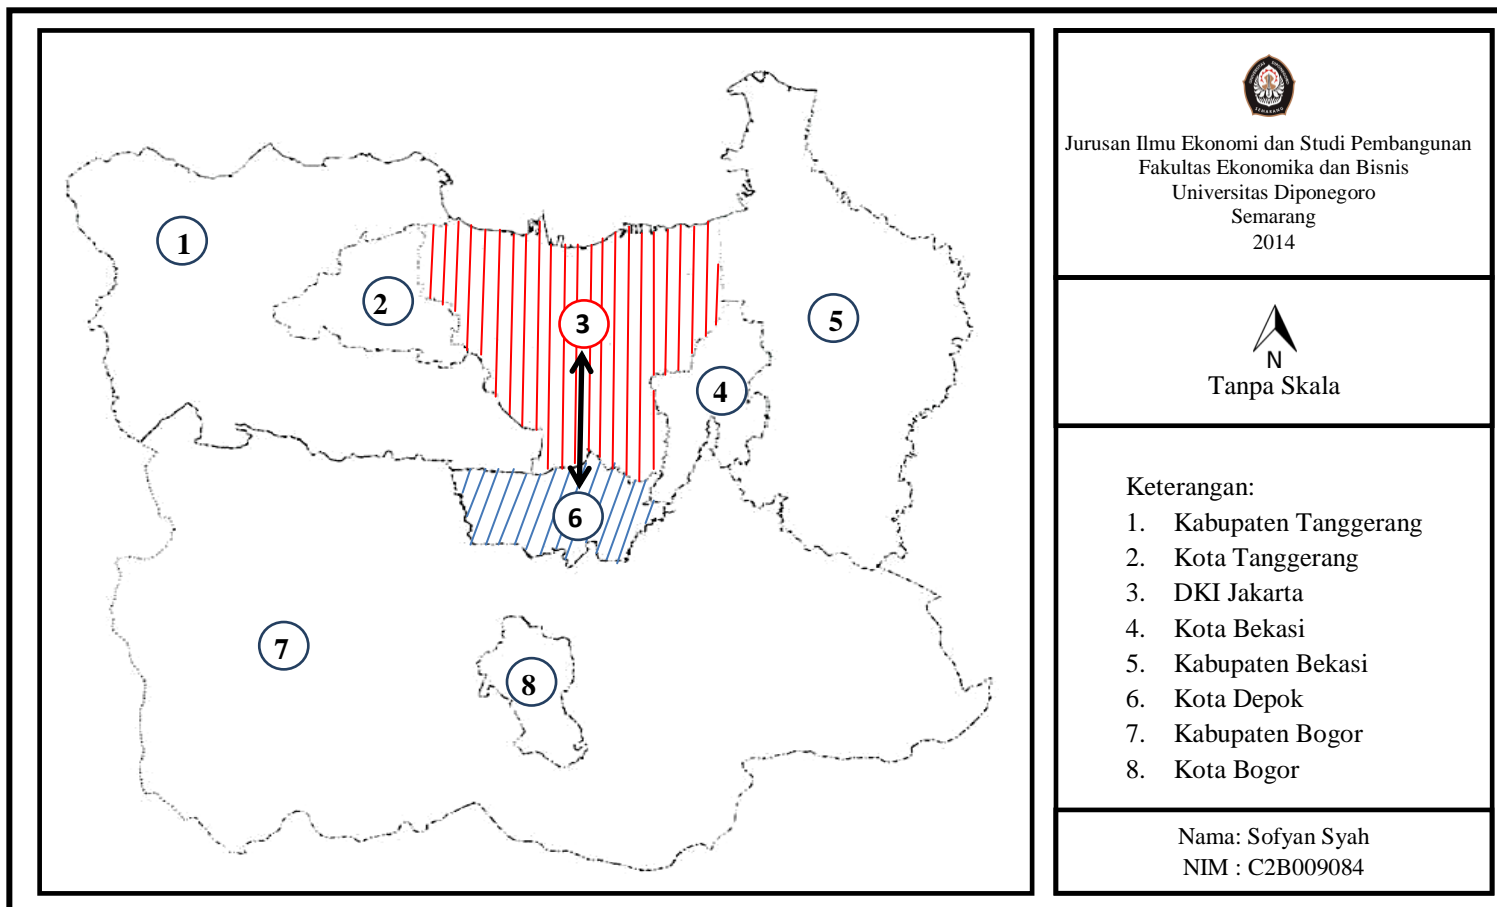 1
2
3
4
5
6
7
8
Jurusan Ilmu Ekonomi dan Studi Pembangunan
Fakultas Ekonomika dan Bisnis
Universitas Diponegoro
Semarang
2014
N
Tanpa Skala
Keterangan:
1. Kabupaten Tanggerang
2. Kota Tanggerang
3. DKI Jakarta
4. Kota Bekasi
5. Kabupaten Bekasi
6. Kota Depok
7. Kabupaten Bogor
8. Kota Bogor
Nama: Sofyan Syah
NIM : C2B009084